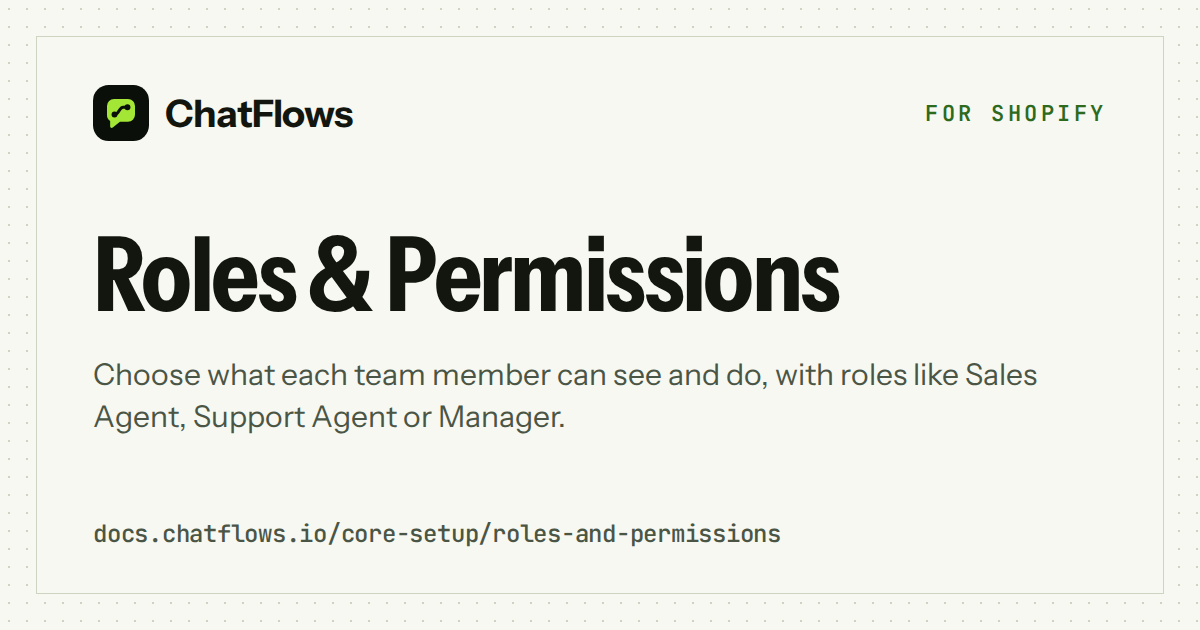 ChatFlows
FOR SHOPIFY
Roles & Permissions
Choose what each team member can see and do, with roles like Sales
Agent, Support Agent or Manager.
docs.chatflows.io/core-setup/roles-and-permissions